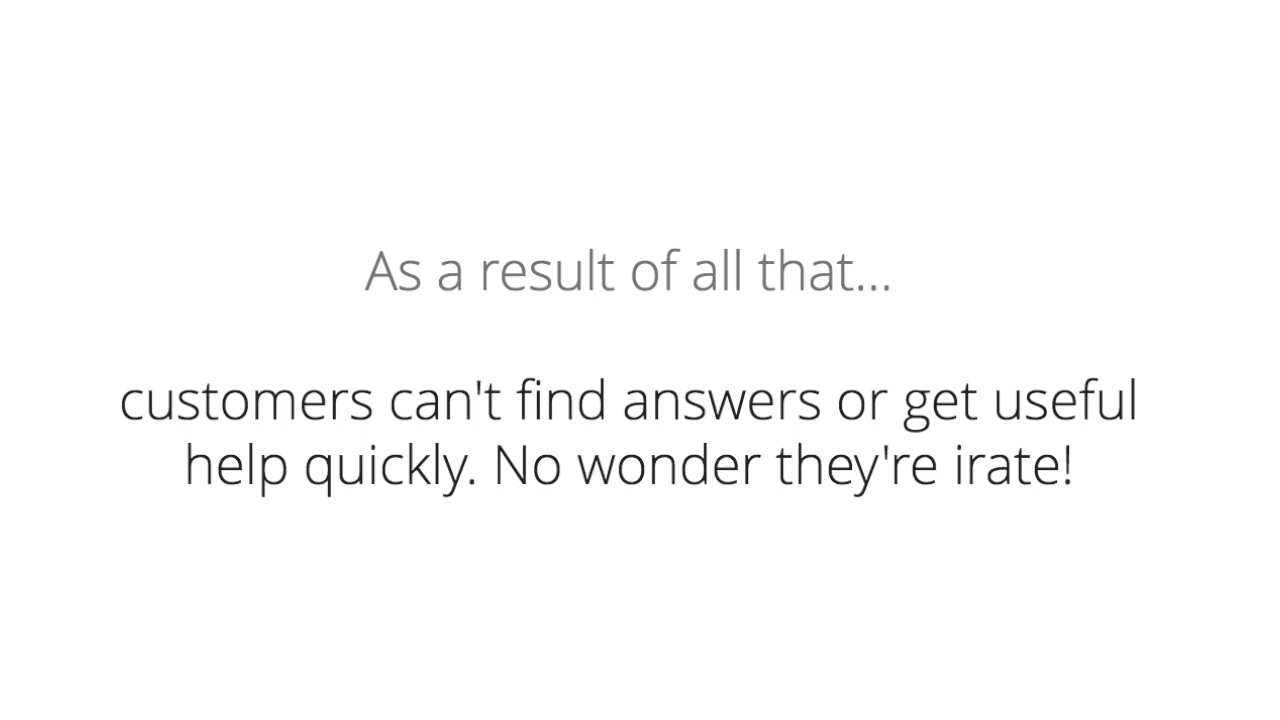 As a result of all that...
customers can't find answers or get useful
help quickly. No wonder they're irate!